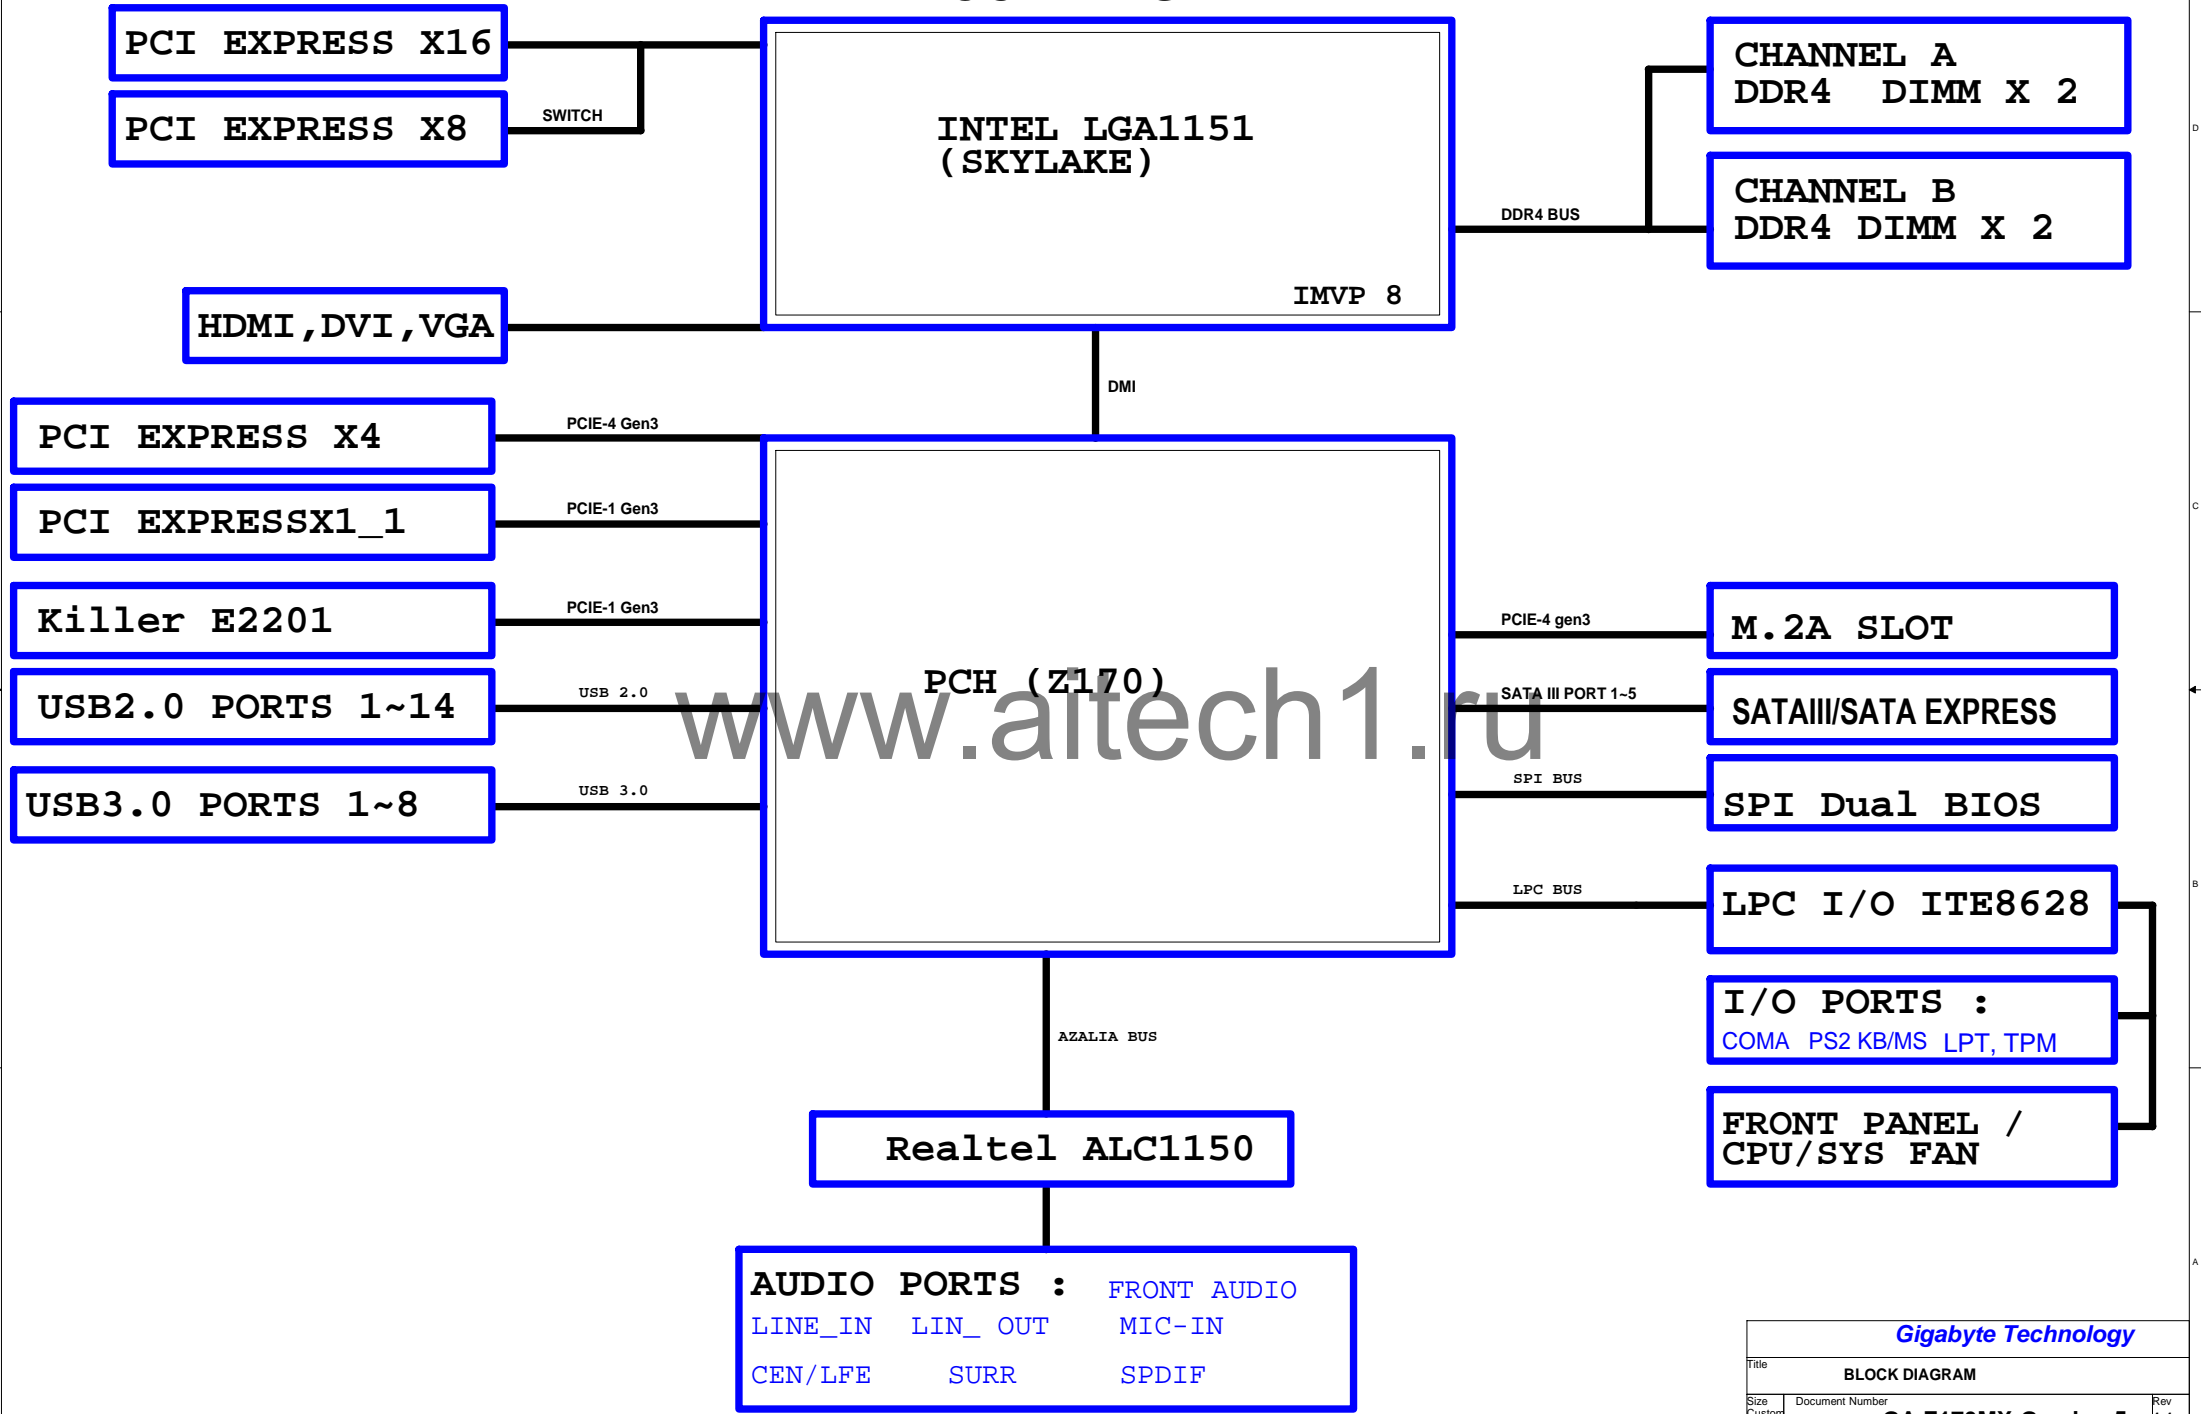 PCI EXPRESS X16
PCI EXPRESS X8
SWITCH
INTEL LGA1151
(SKYLAKE)
IMVP 8
CHANNEL A
DDR4 DIMM X 2
CHANNEL B
DDR4 DIMM X 2
DDR4 BUS
D
HDMI,DVI,VGA
DMI
PCI EXPRESS X4
PCIE-4 Gen3
PCI EXPRESSX1_1
PCIE-1 Gen3
C
Killer E2201
PCIE-1 Gen3
USB2.0 PORTS 1~14
USB 2.0
USB3.0 PORTS 1~8
USB 3.0
PCH (Z170)
www.aitech1.ru
PCIE-4 gen3
M.2A SLOT
SATA III PORT 1~5
SATAIII/SATA EXPRESS
SPI BUS
SPI Dual BIOS
LPC BUS
LPC I/O ITE8628
B
I/O PORTS :
COMA PS2 KB/MS LPT, TPM
FRONT PANEL /
CPU/SYS FAN
AZALIA BUS
Realtel ALC1150
AUDIO PORTS : FRONT AUDIO
LINE_IN LIN_ OUT MIC-IN
CEN/LFE SURR SPDIF
A
Gigabyte Technology
Title
BLOCK DIAGRAM
Size
Document Number
Rev
Custom